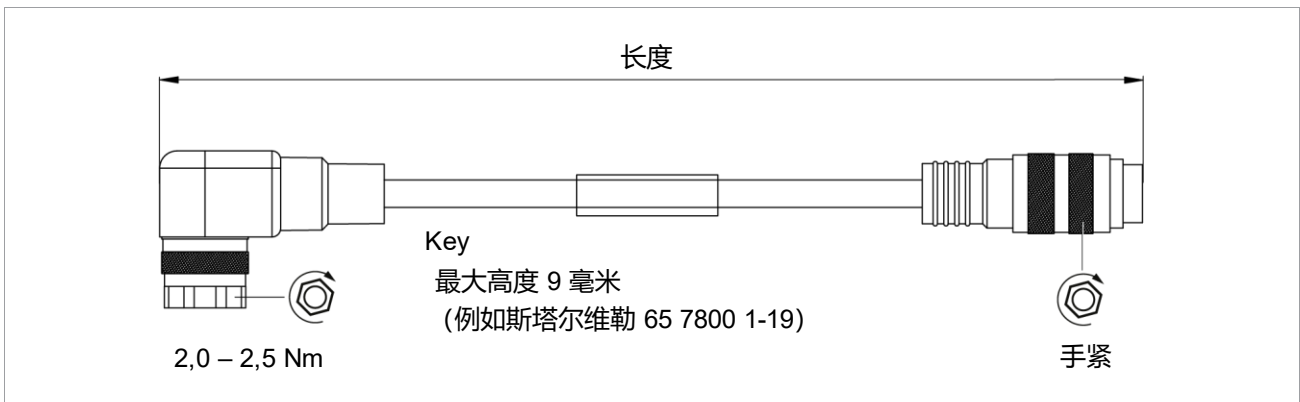 长度
Key
最大高度 9 毫米
（例如斯塔尔维勒 65 7800 1-19）
2,0 – 2,5 Nm
手紧